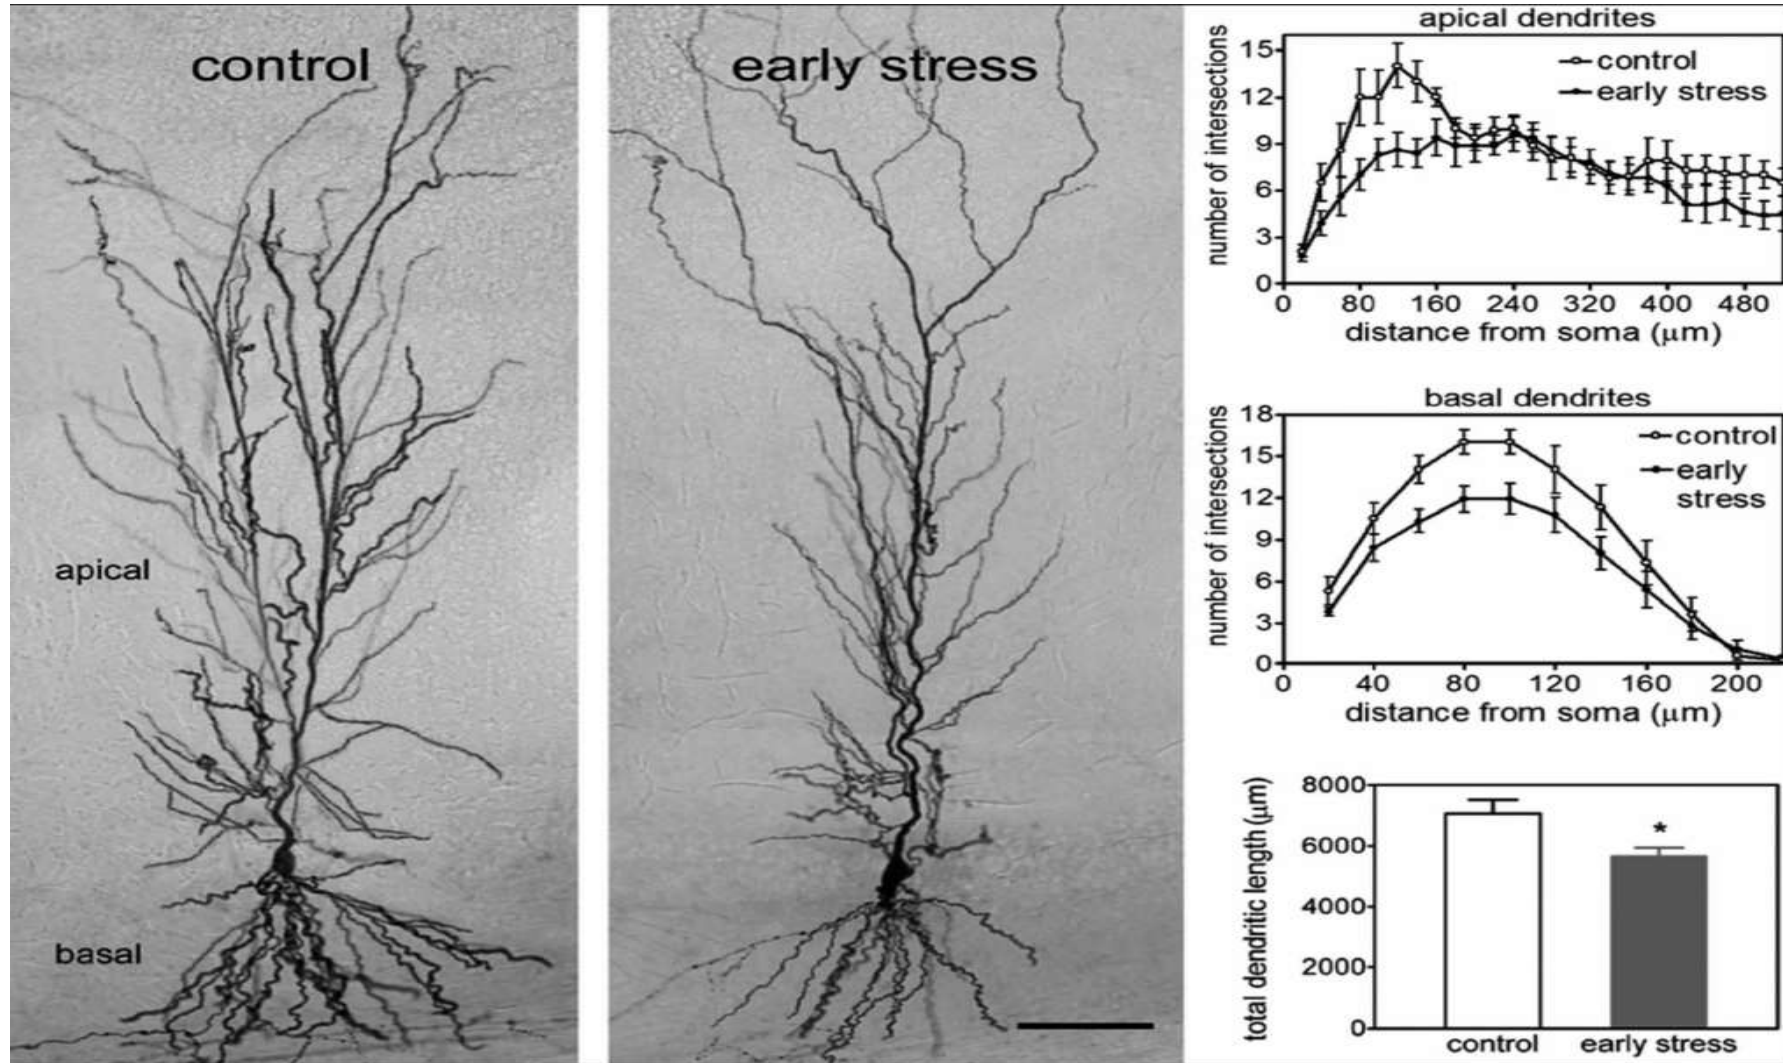 control
apical
basal
early stress
apical dendrites
number of intersections
15
12
9
6
3
0
control
early stress
0 80 160 240 320 400 480
distance from soma (μm)
basal dendrites
number of intersections
18
15
12
9
6
3
0
control
early
stress
0 40 80 120 160 200
distance from soma (μm)
total dendritic length (μm)
8000
6000
4000
2000
0
*
control early stress